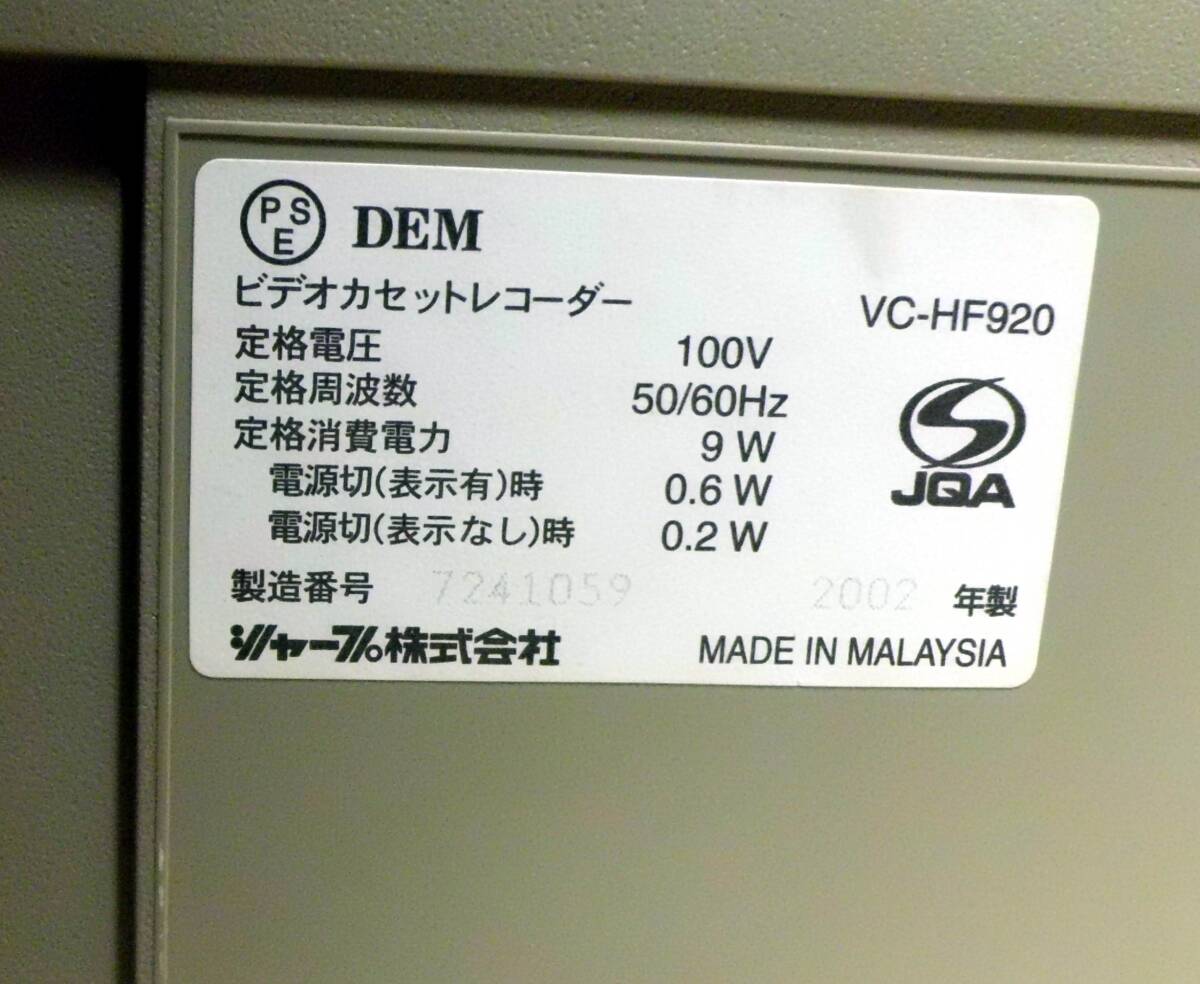 PSE DEM
ビデオカセットレコーダー VC-HF920
定格電圧 100V
定格周波数 50/60Hz
定格消費電力 9 W
電源切(表示有)時 0.6 W
電源切(表示なし)時 0.2 W
JQA
製造番号 7241059 2002 年製
シャープ株式会社 MADE IN MALAYSIA